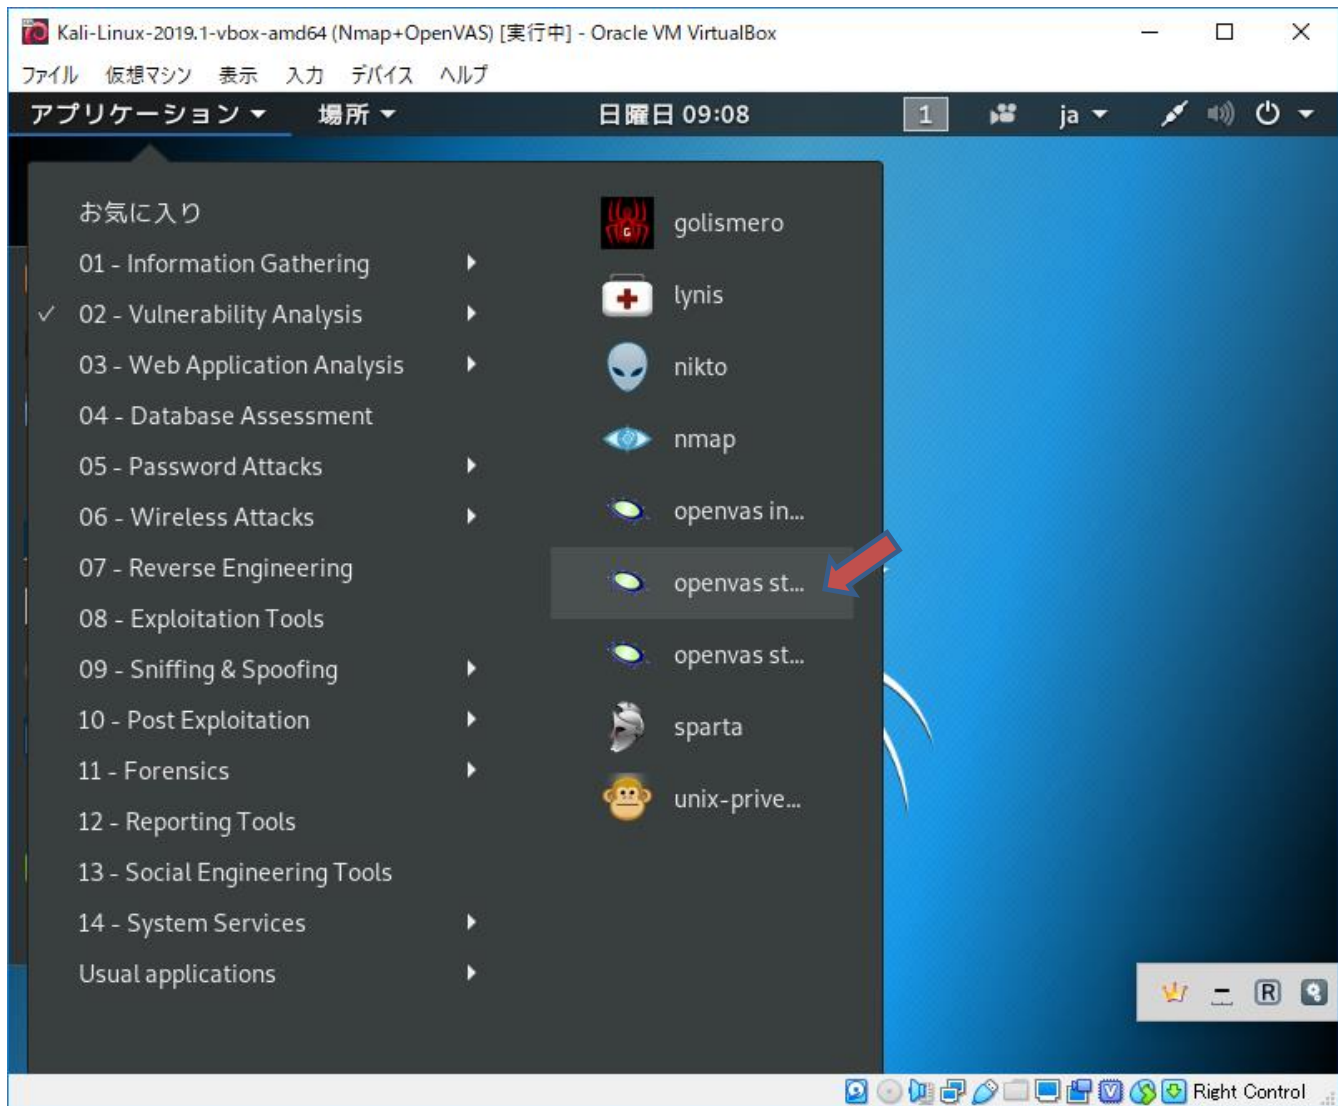 Kali-Linux-2019.1-vbox-amd64 (Nmap+OpenVAS) [実行中] - Oracle VM VirtualBox
ファイル 仮想マシン 表示 入力 デバイス ヘルプ
アプリケーション 場所 日曜日 09:08 1 ja
お気に入り
01 - Information Gathering
02 - Vulnerability Analysis
03 - Web Application Analysis
04 - Database Assessment
05 - Password Attacks
06 - Wireless Attacks
07 - Reverse Engineering
08 - Exploitation Tools
09 - Sniffing & Spoofing
10 - Post Exploitation
11 - Forensics
12 - Reporting Tools
13 - Social Engineering Tools
14 - System Services
Usual applications
golismero
lynis
nikto
nmap
openvas in...
openvas st...
openvas st...
sparta
unix-prive...
R
Right Control